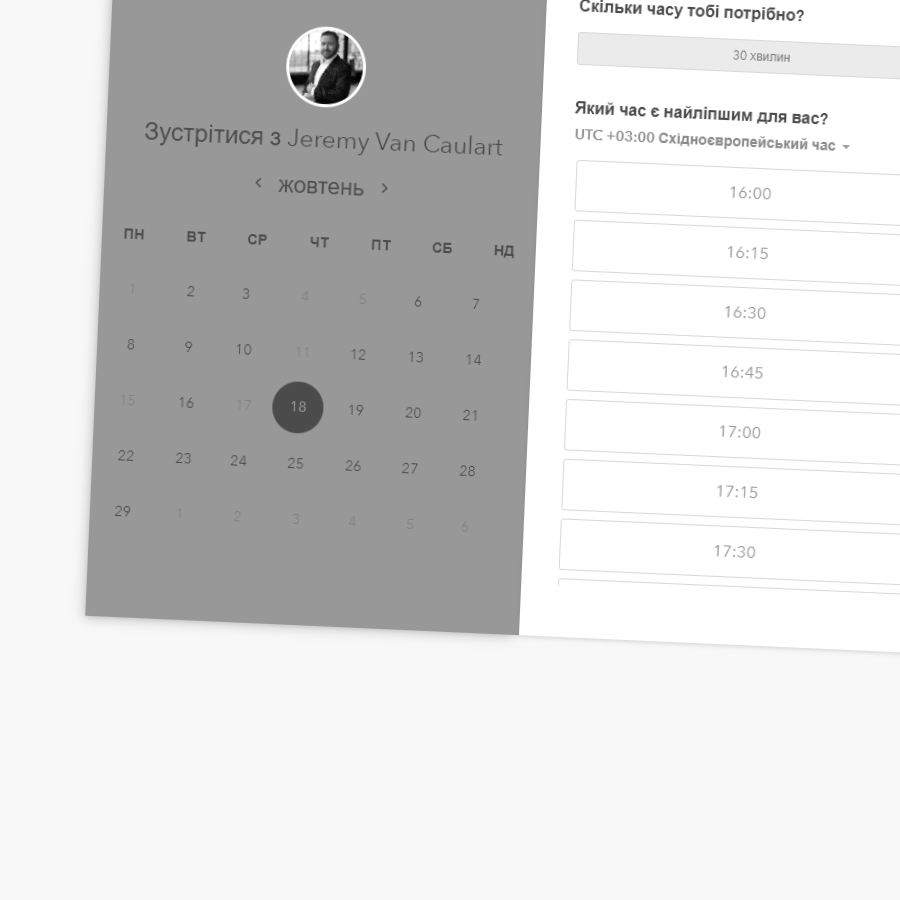 Зустрітися з Jeremy Van Caulart
‹ жовтень ›
ПН ВТ СР ЧТ ПТ СБ НД
1 2 3 4 5 6 7
8 9 10 11 12 13 14
15 16 17 18 19 20 21
22 23 24 25 26 27 28
29 1 2 3 4 5 6
Скільки часу тобі потрібно?
30 хвилин
Який час є найліпшим для вас?
UTC +03:00 Східноєвропейський час
16:00
16:15
16:30
16:45
17:00
17:15
17:30